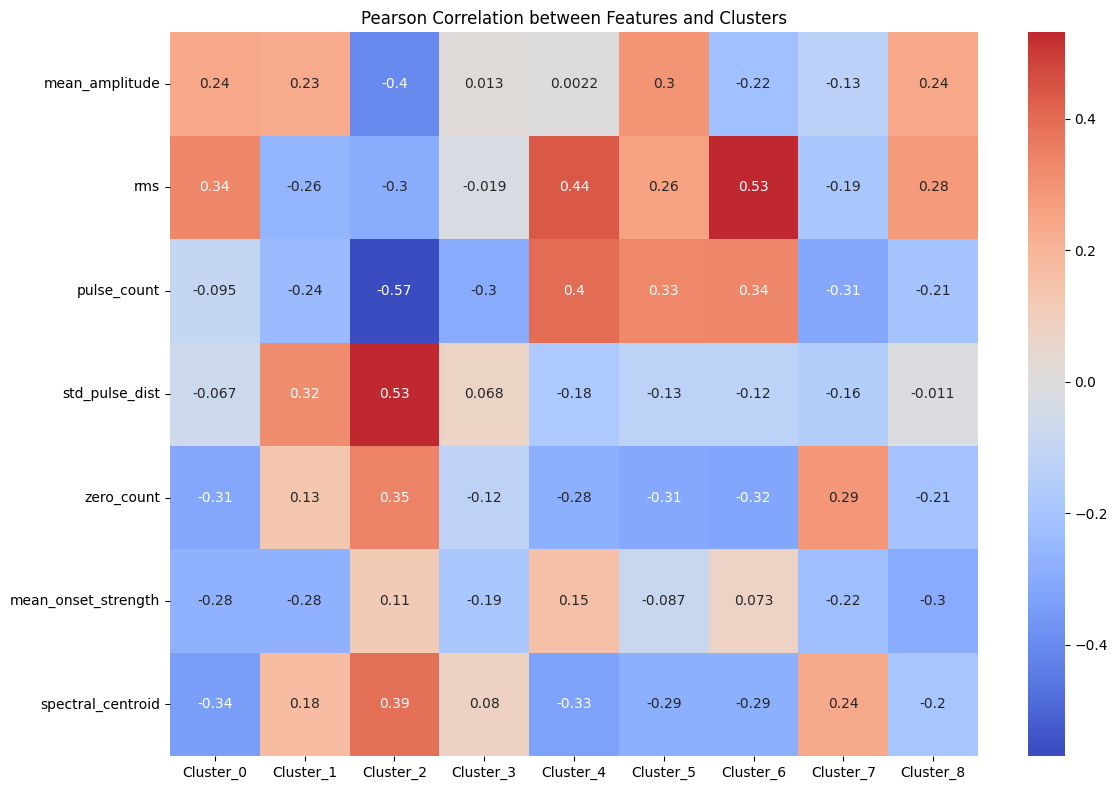 Pearson Correlation between Features and Clusters
mean_amplitude 0.24 0.23 -0.4 0.013 0.0022 0.3 -0.22 -0.13 0.24
0.4
rms 0.34 -0.26 -0.3 -0.019 0.44 0.26 0.53 -0.19 0.28
0.2
pulse_count -0.095 -0.24 -0.57 -0.3 0.4 0.33 0.34 -0.31 -0.21
0.0
std_pulse_dist -0.067 0.32 0.53 0.068 -0.18 -0.13 -0.12 -0.16 -0.011
zero_count -0.31 0.13 0.35 -0.12 -0.28 -0.31 -0.32 0.29 -0.21
−0.2
mean_onset_strength -0.28 -0.28 0.11 -0.19 0.15 -0.087 0.073 -0.22 -0.3
−0.4
spectral_centroid -0.34 0.18 0.39 0.08 -0.33 -0.29 -0.29 0.24 -0.2
Cluster_0 Cluster_1 Cluster_2 Cluster_3 Cluster_4 Cluster_5 Cluster_6 Cluster_7 Cluster_8